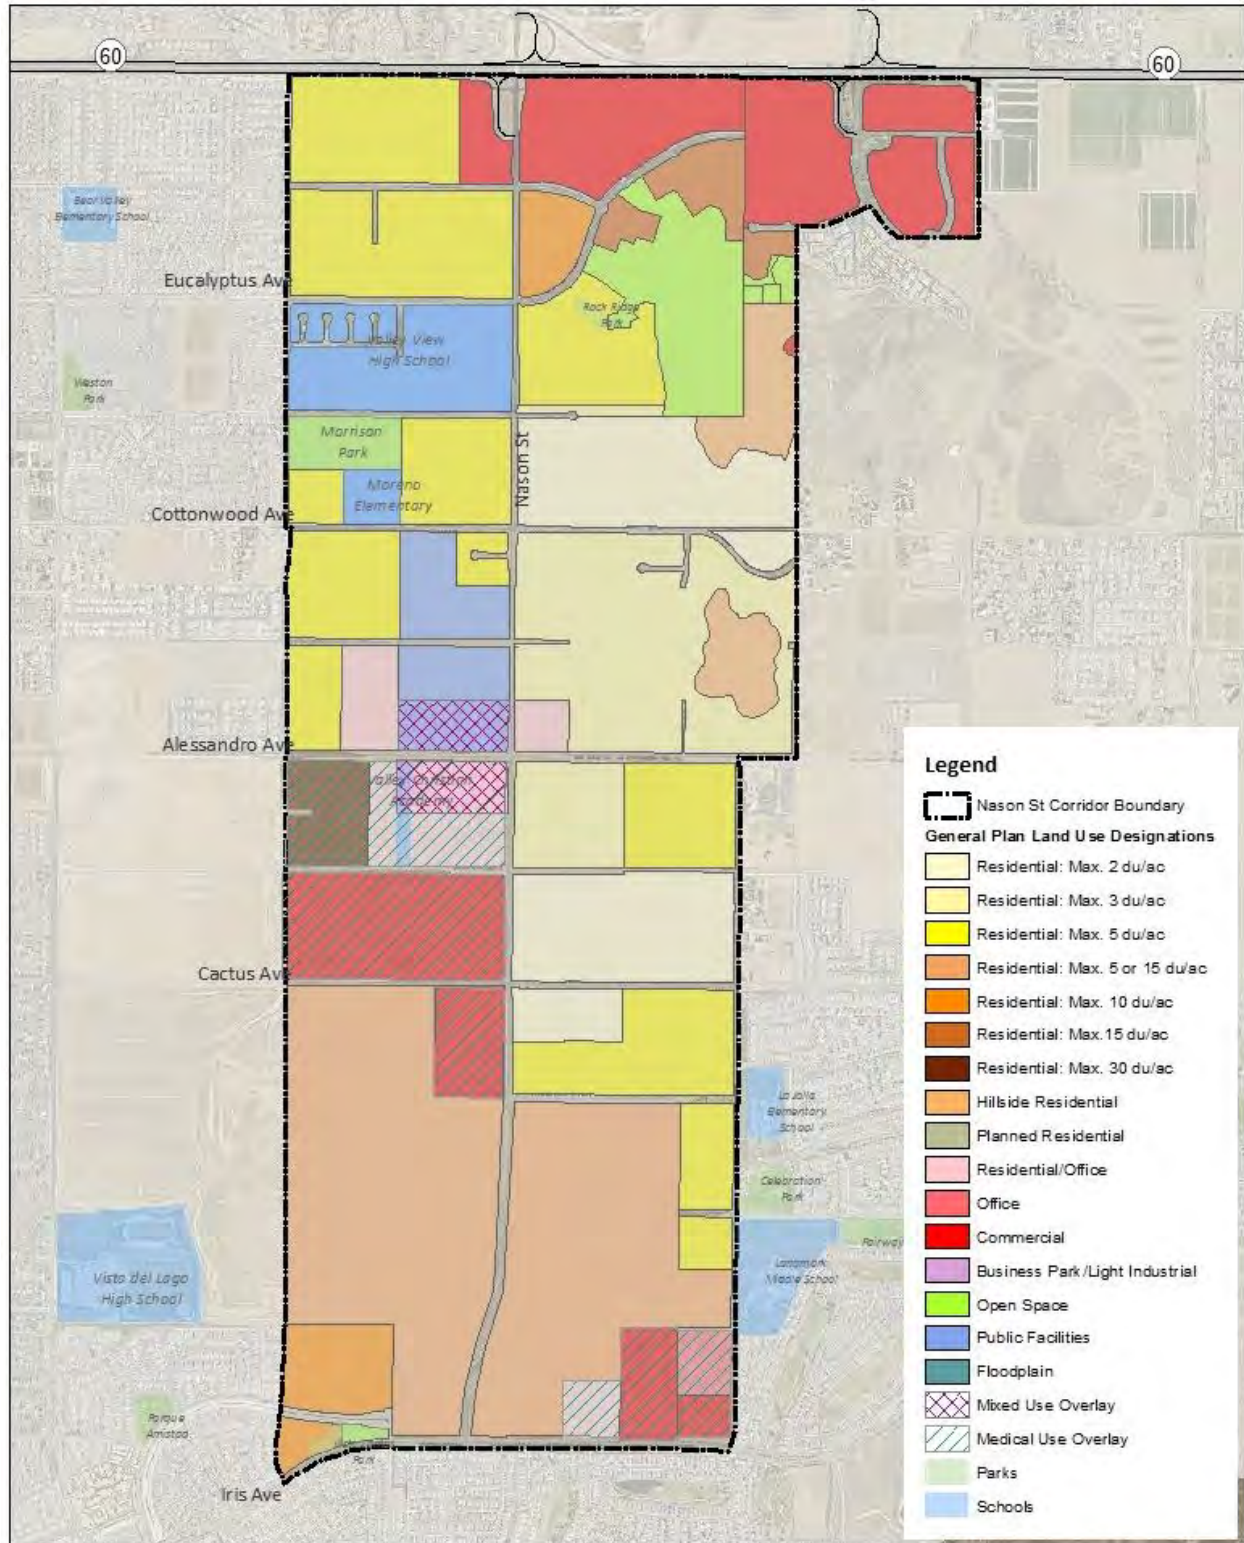 60
60
Bear Valley
Elementary School
Eucalyptus Ave
Rock Ridge
Park
Valley View
High School
Weston
Park
Morrison
Park
Nason St
Moreno
Elementary
Cottonwood Ave
Alessandro Ave
Valley Christian
Academy
Cactus Ave
La Jolla
Elementary
School
Celebration
Park
Fairway
Landmark
Middle School
Vista del Lago
High School
Parque
Amistad
Park
Iris Ave
Legend
Nason St Corridor Boundary
General Plan Land Use Designations
Residential: Max. 2 du/ac
Residential: Max. 3 du/ac
Residential: Max. 5 du/ac
Residential: Max. 5 or 15 du/ac
Residential: Max. 10 du/ac
Residential: Max.15 du/ac
Residential: Max. 30 du/ac
Hillside Residential
Planned Residential
Residential/Office
Office
Commercial
Business Park/Light Industrial
Open Space
Public Facilities
Floodplain
Mixed Use Overlay
Medical Use Overlay
Parks
Schools